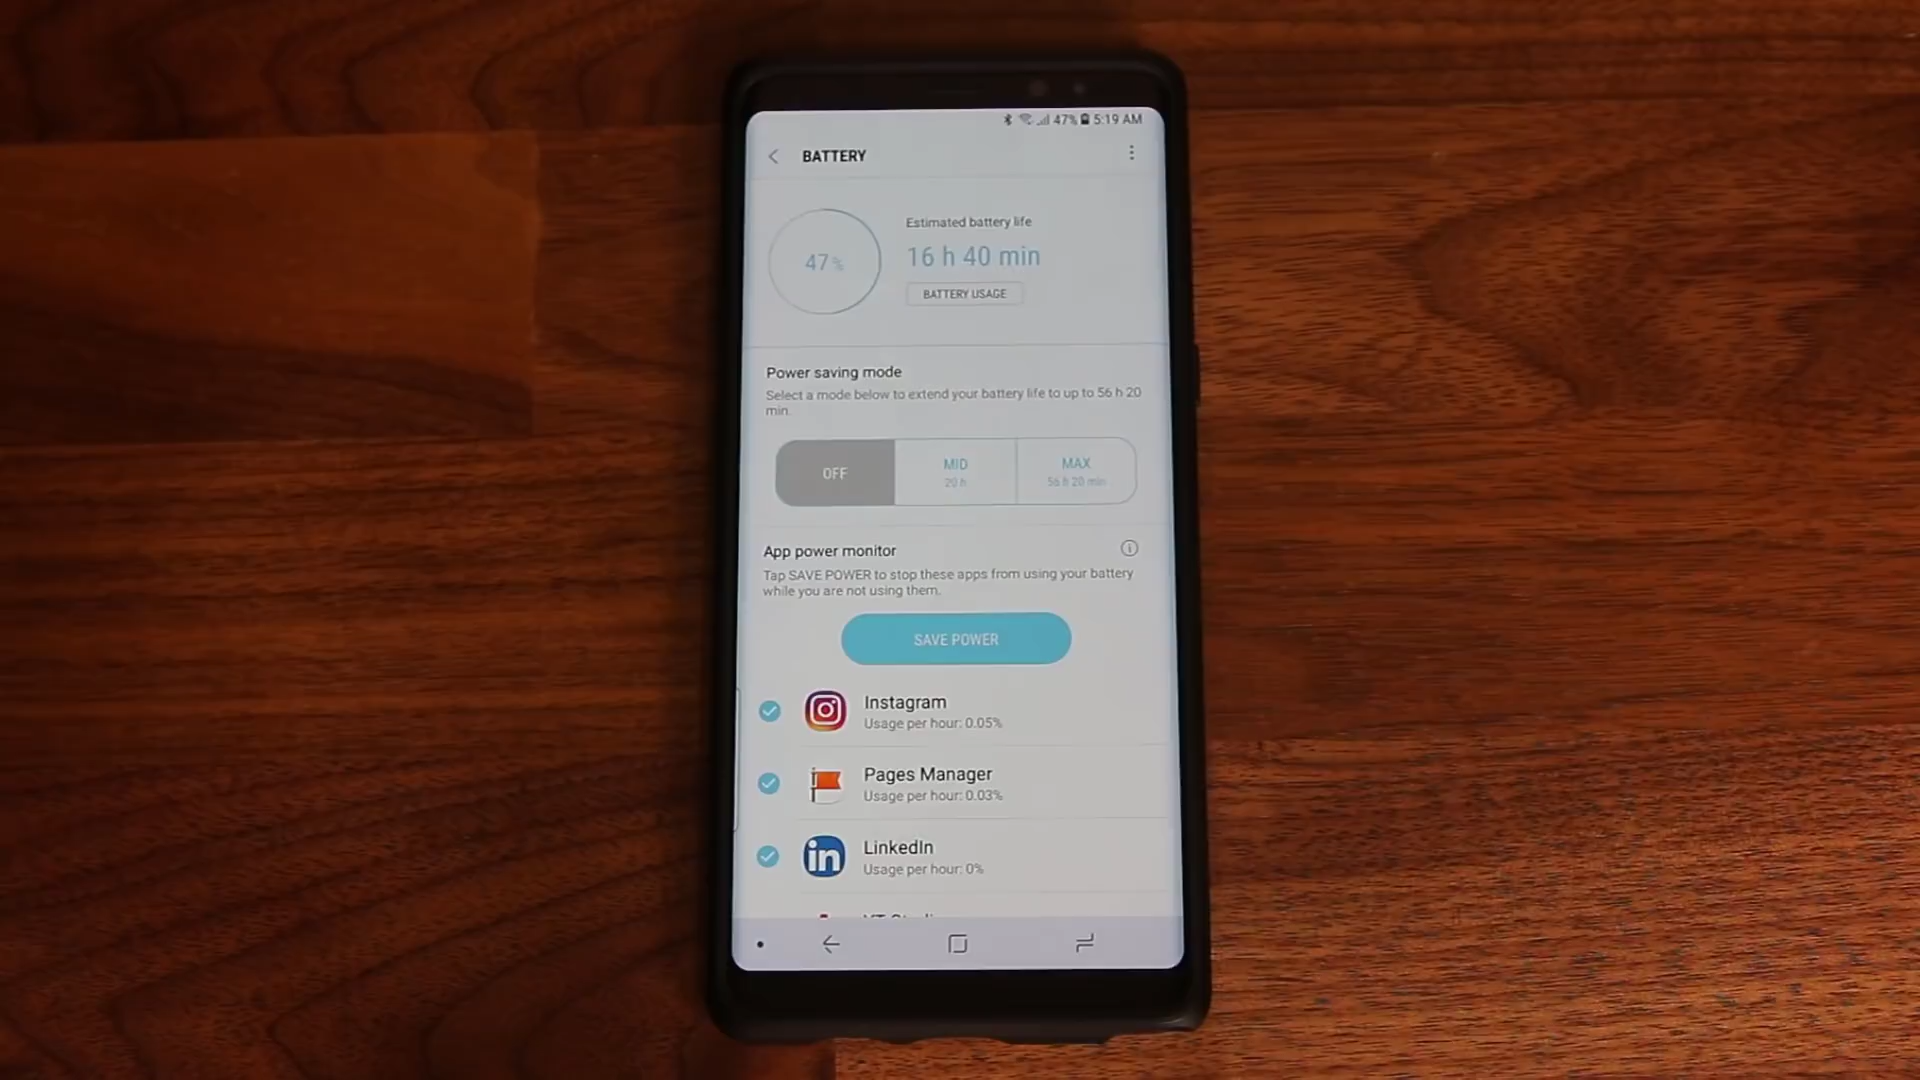 47% 5:19 AM
BATTERY
Estimated battery life
47%
16 h 40 min
BATTERY USAGE
Power saving mode
Select a mode below to extend your battery life to up to 56 h 20
min.
OFF
MID
20 h
MAX
56 h 20 min
App power monitor
Tap SAVE POWER to stop these apps from using your battery
while you are not using them.
SAVE POWER
Instagram
Usage per hour: 0.05%
Pages Manager
Usage per hour: 0.03%
in
LinkedIn
Usage per hour: 0%